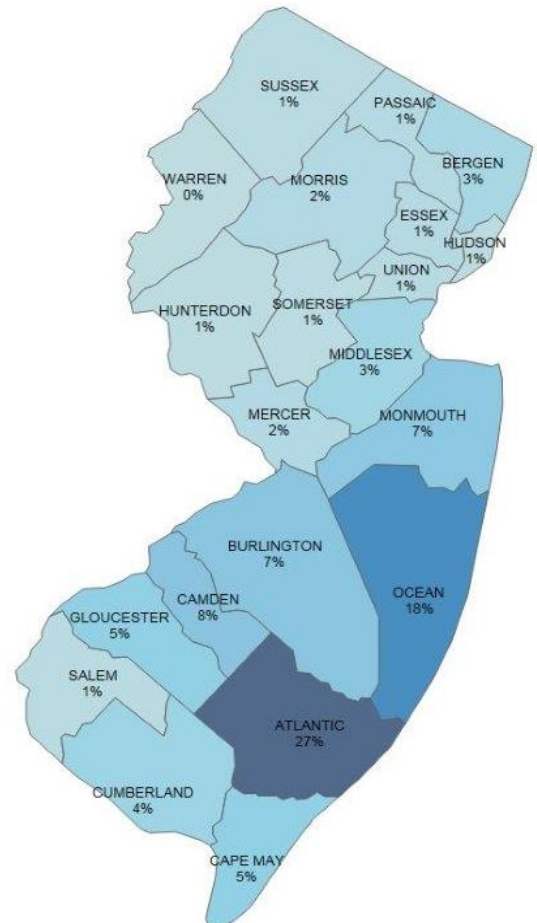 SUSSEX
1%
PASSAIC
1%
BERGEN
3%
WARREN
0%
MORRIS
2%
ESSEX
1%
HUDSON
1%
UNION
1%
HUNTERDON
1%
SOMERSET
1%
MIDDLESEX
3%
MERCER
2%
MONMOUTH
7%
BURLINGTON
7%
OCEAN
18%
CAMDEN
8%
GLOUCESTER
5%
SALEM
1%
ATLANTIC
27%
CUMBERLAND
4%
CAPE MAY
5%